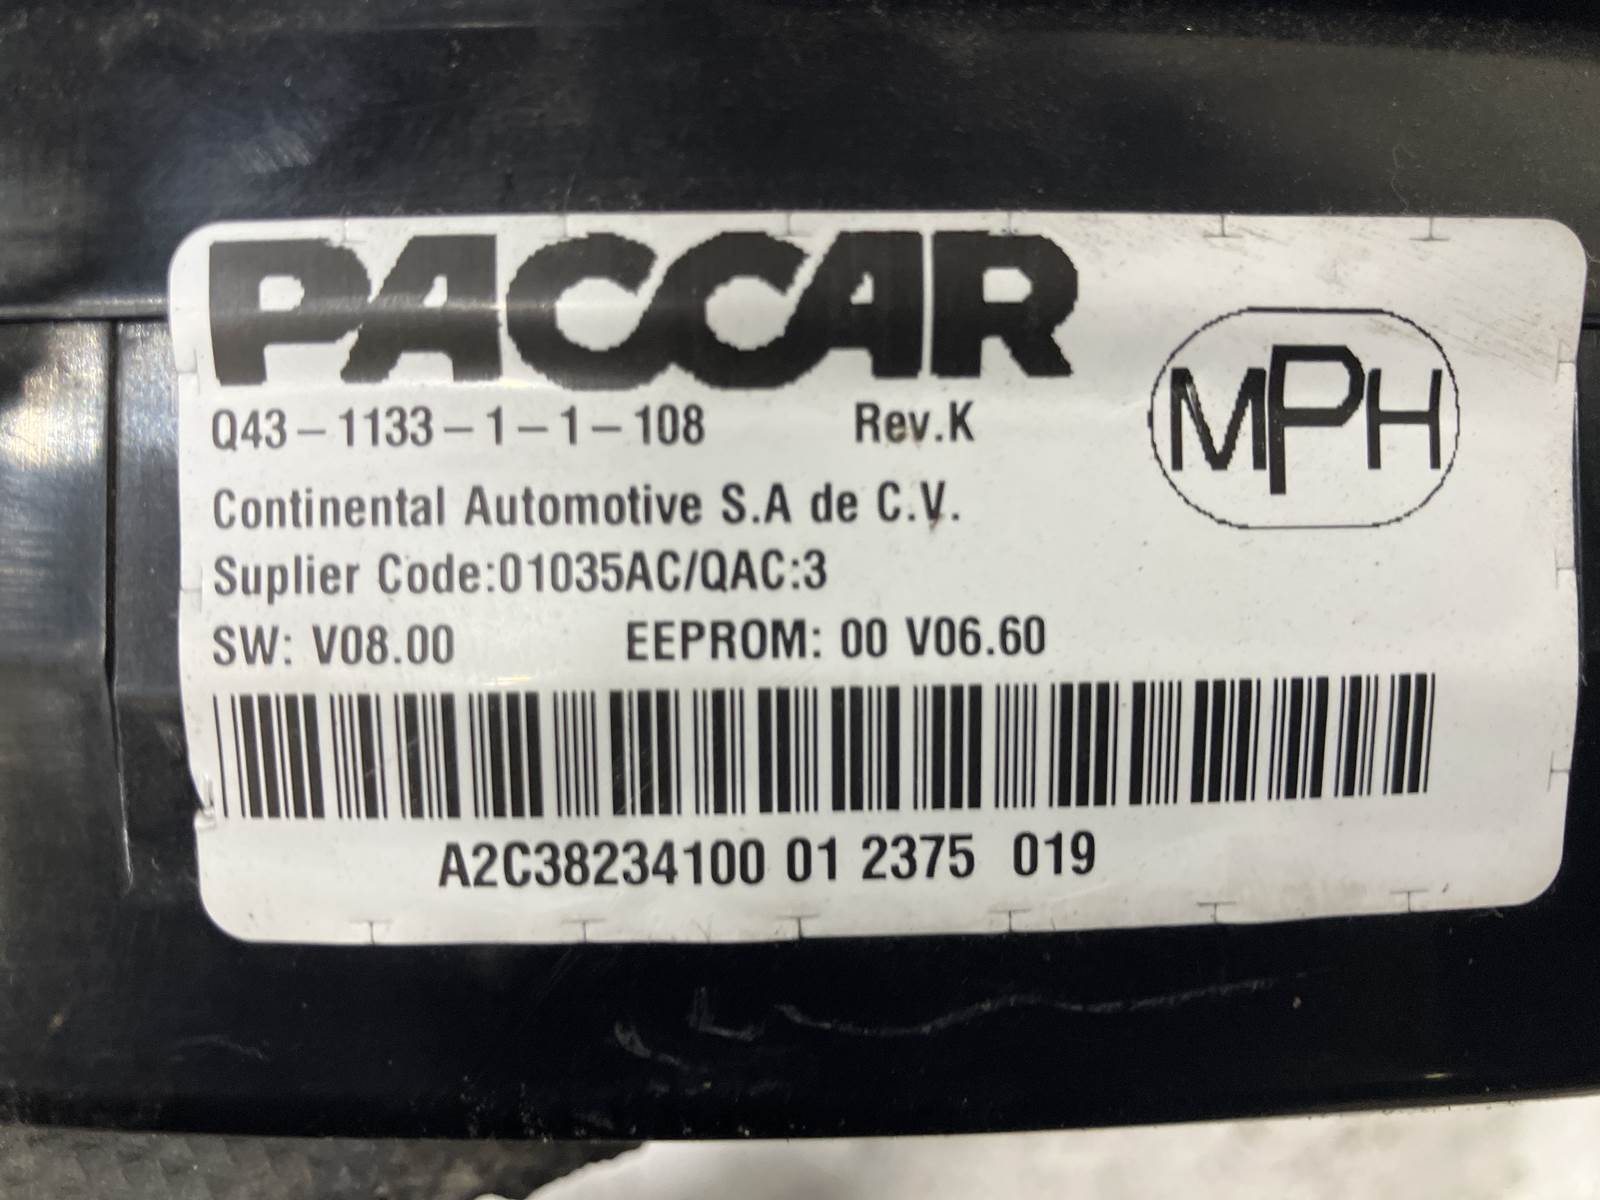 PACCAR
Q43-1133-1-1-108 Rev.K
MPH
Continental Automotive S.A de C.V.
Suplier Code:01035AC/QAC:3
SW: V08.00 EEPROM: 00 V06.60
A2C38234100 01 2375 019